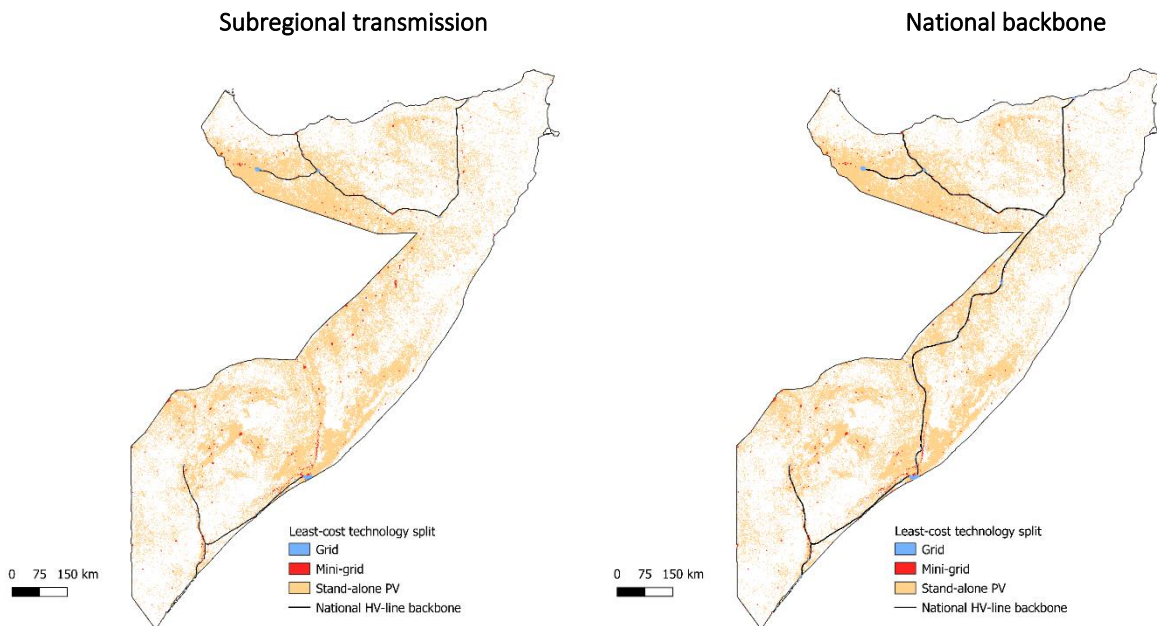 Subregional transmission
National backbone
Least-cost technology split
Grid
Mini-grid
Stand-alone PV
National HV-line backbone
0 75 150 km
Least-cost technology split
Grid
Mini-grid
Stand-alone PV
National HV-line backbone
0 75 150 km